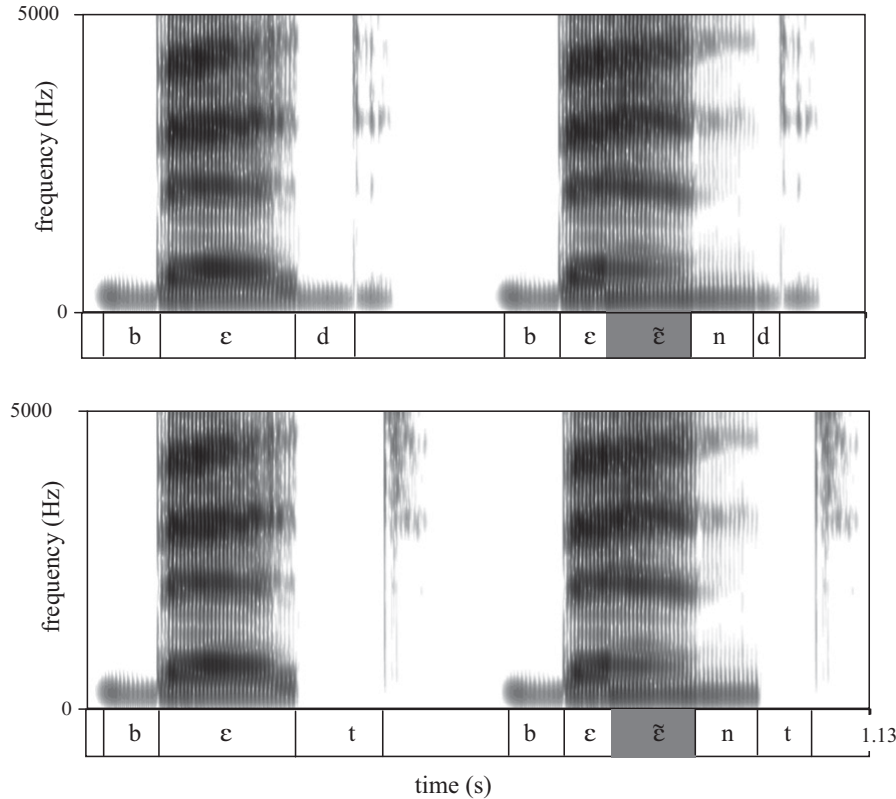 5000
frequency (Hz)
0
b ε d b ε ε̃ n d
5000
frequency (Hz)
0
b ε t b ε ε̃ n t 1.13
time (s)